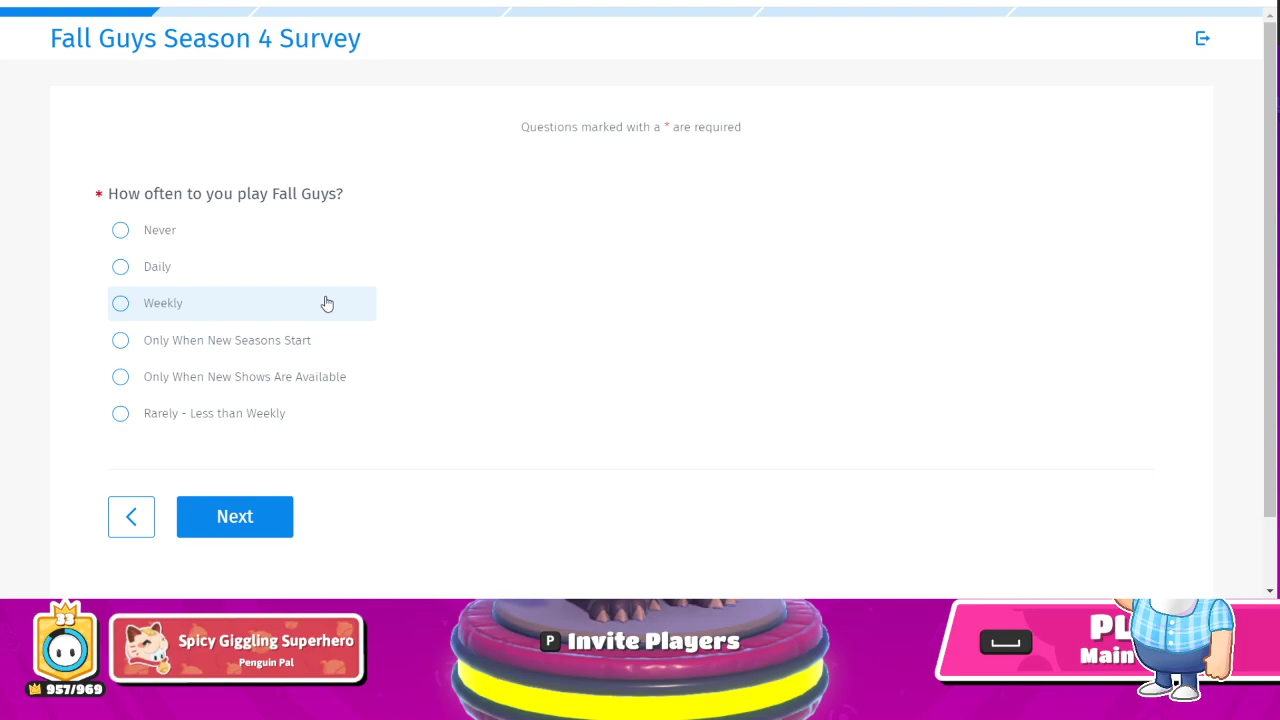 Fall Guys Season 4 Survey
Questions marked with a * are required
* How often to you play Fall Guys?
Never
Daily
Weekly
Only When New Seasons Start
Only When New Shows Are Available
Rarely - Less than Weekly
Next
33
957/969
Spicy Giggling Superhero
Penguin Pal
P Invite Players
PL
Main